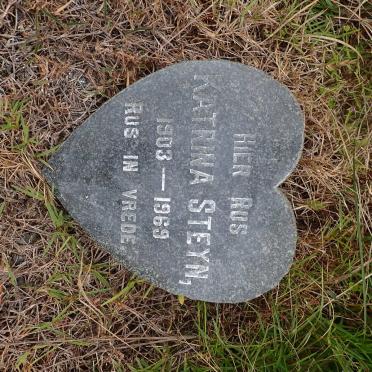 HIER RUS
KATRINA STEYN,
1903 — 1969
RUS IN VREDE